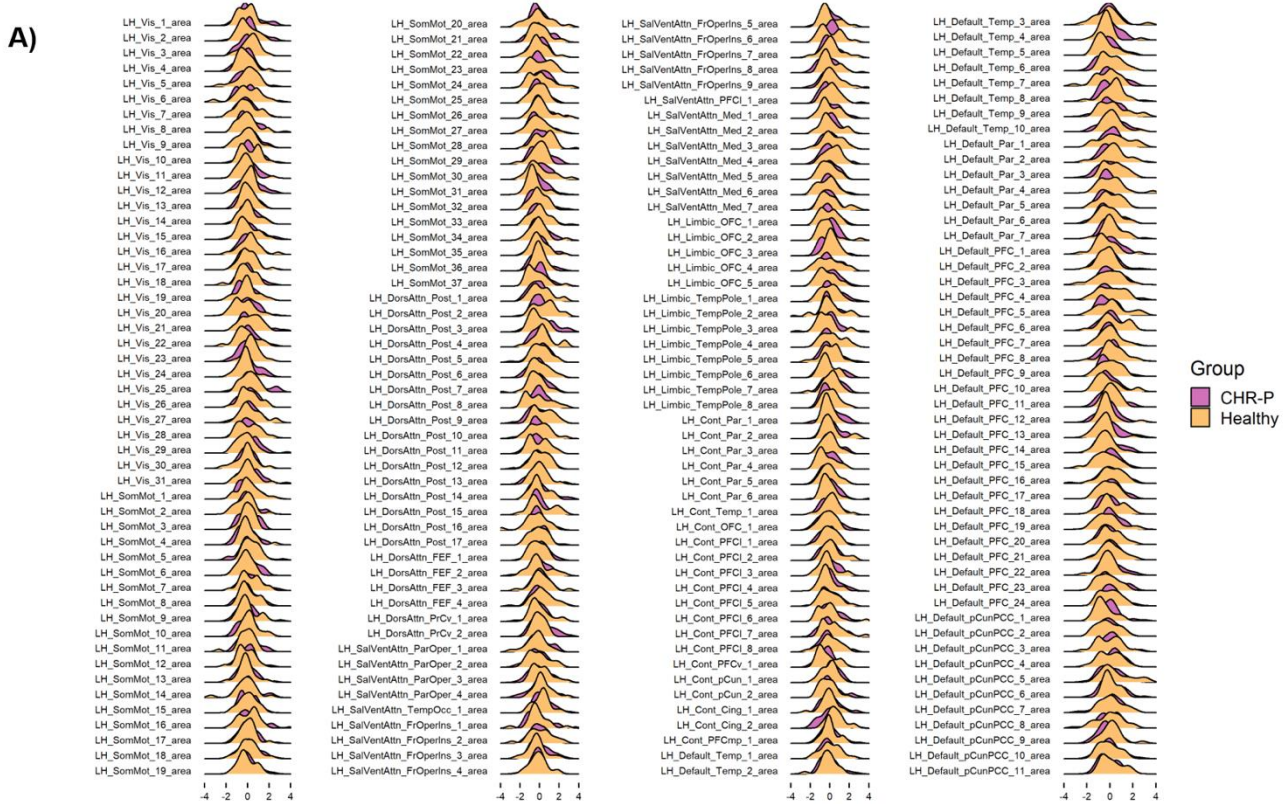 A)
LH_Vis_1_area
LH_Vis_2_area
LH_Vis_3_area
LH_Vis_4_area
LH_Vis_5_area
LH_Vis_6_area
LH_Vis_7_area
LH_Vis_8_area
LH_Vis_9_area
LH_Vis_10_area
LH_Vis_11_area
LH_Vis_12_area
LH_Vis_13_area
LH_Vis_14_area
LH_Vis_15_area
LH_Vis_16_area
LH_Vis_17_area
LH_Vis_18_area
LH_Vis_19_area
LH_Vis_20_area
LH_Vis_21_area
LH_Vis_22_area
LH_Vis_23_area
LH_Vis_24_area
LH_Vis_25_area
LH_Vis_26_area
LH_Vis_27_area
LH_Vis_28_area
LH_Vis_29_area
LH_Vis_30_area
LH_Vis_31_area
LH_SomMot_1_area
LH_SomMot_2_area
LH_SomMot_3_area
LH_SomMot_4_area
LH_SomMot_5_area
LH_SomMot_6_area
LH_SomMot_7_area
LH_SomMot_8_area
LH_SomMot_9_area
LH_SomMot_10_area
LH_SomMot_11_area
LH_SomMot_12_area
LH_SomMot_13_area
LH_SomMot_14_area
LH_SomMot_15_area
LH_SomMot_16_area
LH_SomMot_17_area
LH_SomMot_18_area
LH_SomMot_19_area
-4 -2 0 2 4
LH_SomMot_20_area
LH_SomMot_21_area
LH_SomMot_22_area
LH_SomMot_23_area
LH_SomMot_24_area
LH_SomMot_25_area
LH_SomMot_26_area
LH_SomMot_27_area
LH_SomMot_28_area
LH_SomMot_29_area
LH_SomMot_30_area
LH_SomMot_31_area
LH_SomMot_32_area
LH_SomMot_33_area
LH_SomMot_34_area
LH_SomMot_35_area
LH_SomMot_36_area
LH_SomMot_37_area
LH_DorsAttn_Post_1_area
LH_DorsAttn_Post_2_area
LH_DorsAttn_Post_3_area
LH_DorsAttn_Post_4_area
LH_DorsAttn_Post_5_area
LH_DorsAttn_Post_6_area
LH_DorsAttn_Post_7_area
LH_DorsAttn_Post_8_area
LH_DorsAttn_Post_9_area
LH_DorsAttn_Post_10_area
LH_DorsAttn_Post_11_area
LH_DorsAttn_Post_12_area
LH_DorsAttn_Post_13_area
LH_DorsAttn_Post_14_area
LH_DorsAttn_Post_15_area
LH_DorsAttn_Post_16_area
LH_DorsAttn_Post_17_area
LH_DorsAttn_FEF_1_area
LH_DorsAttn_FEF_2_area
LH_DorsAttn_FEF_3_area
LH_DorsAttn_FEF_4_area
LH_DorsAttn_PrCv_1_area
LH_DorsAttn_PrCv_2_area
LH_SalVentAttn_ParOper_1_area
LH_SalVentAttn_ParOper_2_area
LH_SalVentAttn_ParOper_3_area
LH_SalVentAttn_ParOper_4_area
LH_SalVentAttn_TempOcc_1_area
LH_SalVentAttn_FrOperIns_1_area
LH_SalVentAttn_FrOperIns_2_area
LH_SalVentAttn_FrOperIns_3_area
LH_SalVentAttn_FrOperIns_4_area
-4 -2 0 2 4
LH_SalVentAttn_FrOperIns_5_area
LH_SalVentAttn_FrOperIns_6_area
LH_SalVentAttn_FrOperIns_7_area
LH_SalVentAttn_FrOperIns_8_area
LH_SalVentAttn_FrOperIns_9_area
LH_SalVentAttn_PFCl_1_area
LH_SalVentAttn_Med_1_area
LH_SalVentAttn_Med_2_area
LH_SalVentAttn_Med_3_area
LH_SalVentAttn_Med_4_area
LH_SalVentAttn_Med_5_area
LH_SalVentAttn_Med_6_area
LH_SalVentAttn_Med_7_area
LH_Limbic_OFC_1_area
LH_Limbic_OFC_2_area
LH_Limbic_OFC_3_area
LH_Limbic_OFC_4_area
LH_Limbic_OFC_5_area
LH_Limbic_TempPole_1_area
LH_Limbic_TempPole_2_area
LH_Limbic_TempPole_3_area
LH_Limbic_TempPole_4_area
LH_Limbic_TempPole_5_area
LH_Limbic_TempPole_6_area
LH_Limbic_TempPole_7_area
LH_Limbic_TempPole_8_area
LH_Cont_Par_1_area
LH_Cont_Par_2_area
LH_Cont_Par_3_area
LH_Cont_Par_4_area
LH_Cont_Par_5_area
LH_Cont_Par_6_area
LH_Cont_Temp_1_area
LH_Cont_OFC_1_area
LH_Cont_PFCl_1_area
LH_Cont_PFCl_2_area
LH_Cont_PFCl_3_area
LH_Cont_PFCl_4_area
LH_Cont_PFCl_5_area
LH_Cont_PFCl_6_area
LH_Cont_PFCl_7_area
LH_Cont_PFCl_8_area
LH_Cont_PFCv_1_area
LH_Cont_pCun_1_area
LH_Cont_pCun_2_area
LH_Cont_Cing_1_area
LH_Cont_Cing_2_area
LH_Cont_PFCmp_1_area
LH_Default_Temp_1_area
LH_Default_Temp_2_area
-4 -2 0 2 4
LH_Default_Temp_3_area
LH_Default_Temp_4_area
LH_Default_Temp_5_area
LH_Default_Temp_6_area
LH_Default_Temp_7_area
LH_Default_Temp_8_area
LH_Default_Temp_9_area
LH_Default_Temp_10_area
LH_Default_Par_1_area
LH_Default_Par_2_area
LH_Default_Par_3_area
LH_Default_Par_4_area
LH_Default_Par_5_area
LH_Default_Par_6_area
LH_Default_Par_7_area
LH_Default_PFC_1_area
LH_Default_PFC_2_area
LH_Default_PFC_3_area
LH_Default_PFC_4_area
LH_Default_PFC_5_area
LH_Default_PFC_6_area
LH_Default_PFC_7_area
LH_Default_PFC_8_area
LH_Default_PFC_9_area
LH_Default_PFC_10_area
LH_Default_PFC_11_area
LH_Default_PFC_12_area
LH_Default_PFC_13_area
LH_Default_PFC_14_area
LH_Default_PFC_15_area
LH_Default_PFC_16_area
LH_Default_PFC_17_area
LH_Default_PFC_18_area
LH_Default_PFC_19_area
LH_Default_PFC_20_area
LH_Default_PFC_21_area
LH_Default_PFC_22_area
LH_Default_PFC_23_area
LH_Default_PFC_24_area
LH_Default_pCunPCC_1_area
LH_Default_pCunPCC_2_area
LH_Default_pCunPCC_3_area
LH_Default_pCunPCC_4_area
LH_Default_pCunPCC_5_area
LH_Default_pCunPCC_6_area
LH_Default_pCunPCC_7_area
LH_Default_pCunPCC_8_area
LH_Default_pCunPCC_9_area
LH_Default_pCunPCC_10_area
LH_Default_pCunPCC_11_area
-4 -2 0 2 4
Group
CHR-P
Healthy